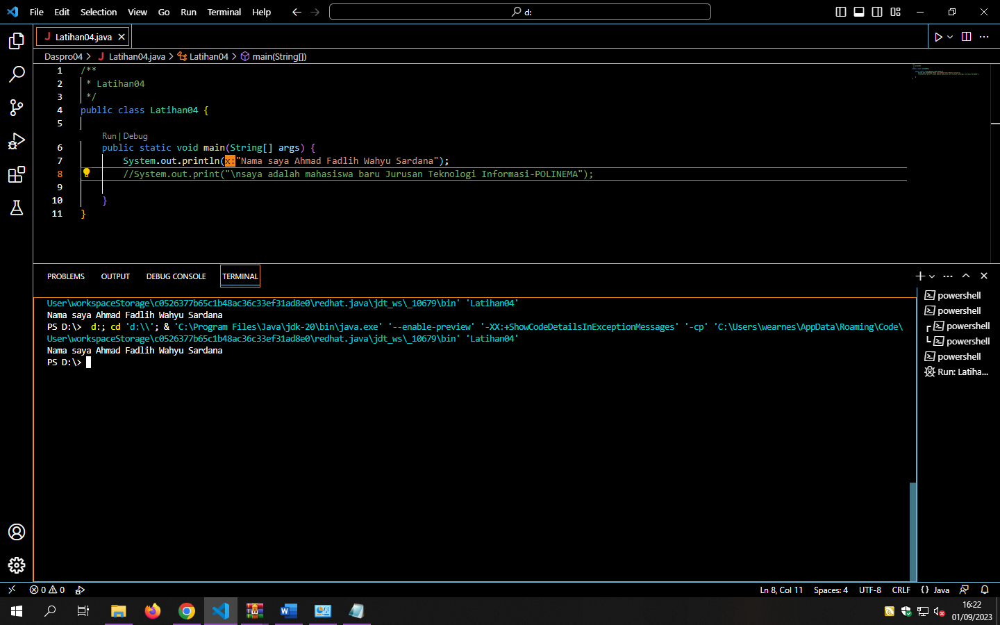 File Edit Selection View Go Run Terminal Help d:
J Latihan04.java
Daspro04 > J Latihan04.java > Latihan04 > main(String[])
1 /**
2 * Latihan04
3 */
4 public class Latihan04 {
5
Run | Debug
6 public static void main(String[] args) {
7 System.out.println(x:"Nama saya Ahmad Fadlih Wahyu Sardana");
8 //System.out.print("\nsaya adalah mahasiswa baru Jurusan Teknologi Informasi-POLINEMA");
9
10 }
11 }
PROBLEMS OUTPUT DEBUG CONSOLE TERMINAL
User\workspaceStorage\c0526377b65c1b48ac36c33ef31ad8e0\redhat.java\jdt_ws\_10679\bin' 'Latihan04'
Nama saya Ahmad Fadlih Wahyu Sardana
PS D:\> d:; cd 'd:\\'; & 'C:\Program Files\Java\jdk-20\bin\java.exe' '--enable-preview' '-XX:+ShowCodeDetailsInExceptionMessages' '-cp' 'C:\Users\wearnes\AppData\Roaming\Code\
User\workspaceStorage\c0526377b65c1b48ac36c33ef31ad8e0\redhat.java\jdt_ws\_10679\bin' 'Latihan04'
Nama saya Ahmad Fadlih Wahyu Sardana
PS D:\>
powershell
powershell
powershell
powershell
powershell
Run: Latiha...
0 0 Ln 8, Col 11 Spaces: 4 UTF-8 CRLF {} Java
16:22
01/09/2023